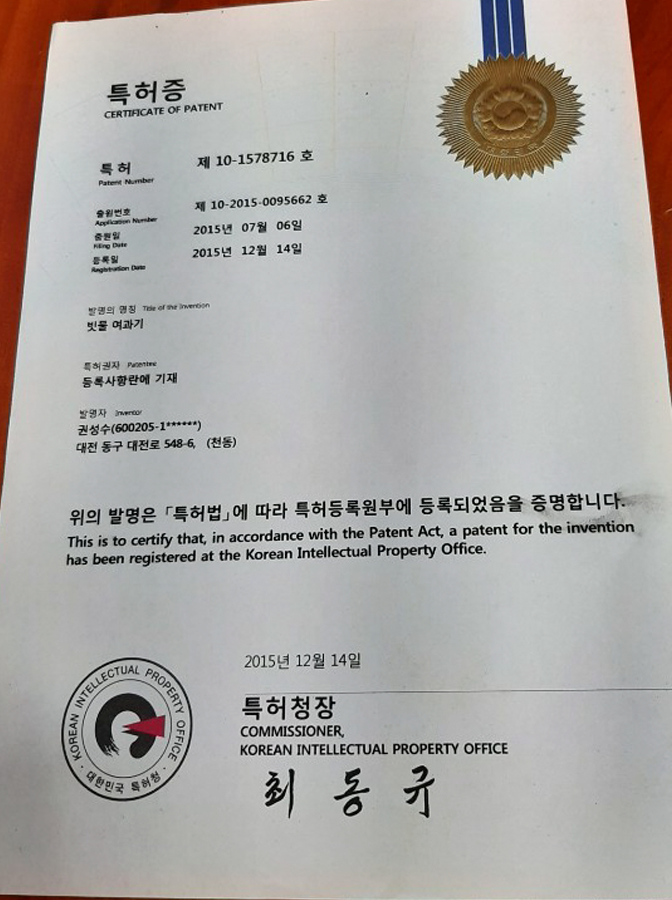 특허증
CERTIFICATE OF PATENT
특허 제 10-1578716 호
Patent Number
출원번호 제 10-2015-0095662 호
Application Number
출원일 2015년 07월 06일
Filing Date
등록일 2015년 12월 14일
Registration Date
발명의 명칭 Title of the Invention
빗물 여과기
특허권자 Patentee
등록사항란에 기재
발명자 Inventor
권성수(600205-1******)
대전 동구 대전로 548-6, (천동)
위의 발명은 「특허법」에 따라 특허등록원부에 등록되었음을 증명합니다.
This is to certify that, in accordance with the Patent Act, a patent for the invention
has been registered at the Korean Intellectual Property Office.
2015년 12월 14일
특허청장
COMMISSIONER,
KOREAN INTELLECTUAL PROPERTY OFFICE
최동규
KOREAN INTELLECTUAL PROPERTY OFFICE
대한민국 특허청